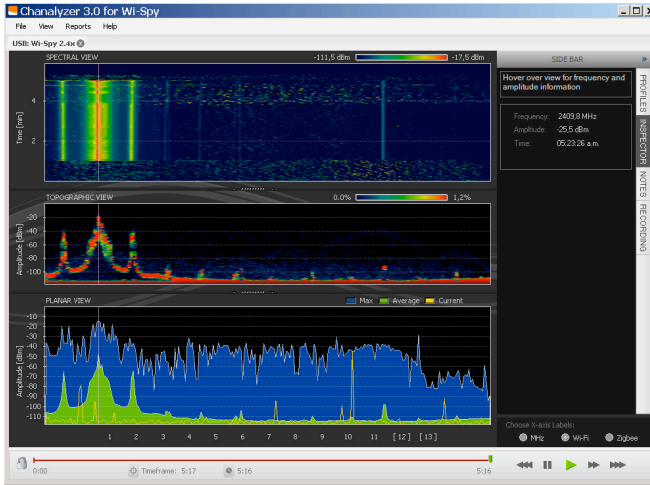 Chanalyzer 3.0 for Wi-Spy
File View Reports Help
USB: Wi-Spy 2.4x
SPECTRAL VIEW -111,5 dBm -17,5 dBm
SIDE BAR »
Hover over view for frequency and
amplitude information
Frequency: 2409,8 MHz
Amplitude: -25,5 dBm
Time: 05:23:26 a.m.
PROFILES
INSPECTOR
NOTES
RECORDING
Time [min]
4
2
TOPOGRAPHIC VIEW 0.0% 1,2%
Amplitude [dBm]
-20
-40
-60
-80
-100
PLANAR VIEW Max Average Current
Amplitude [dBm]
-10
-20
-30
-40
-50
-60
-70
-80
-90
-100
-110
1 2 3 4 5 6 7 8 9 10 11 [12] [13]
Choose X-axis Labels:
MHz Wi-Fi Zigbee
0:00 Timeframe: 5:17 5:16 5:16